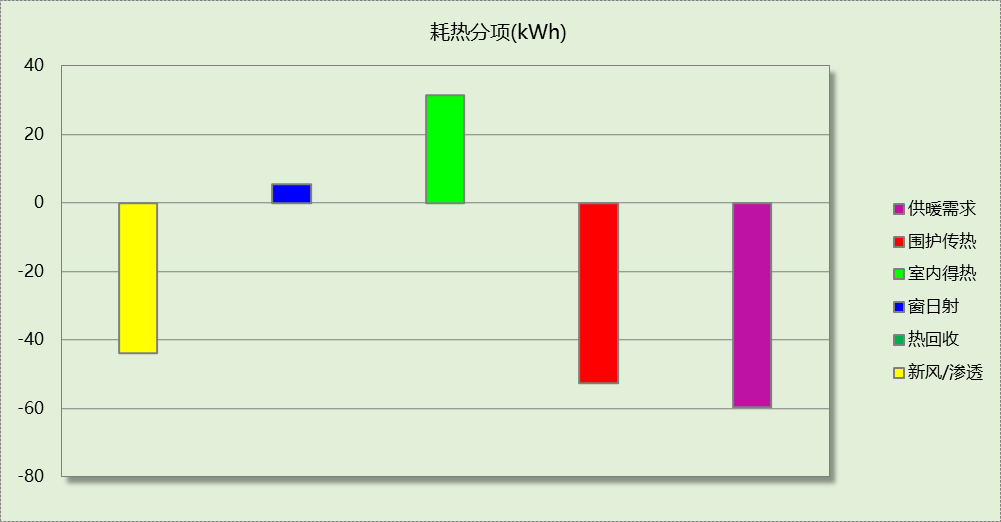 耗热分项(kWh)
40
20
0
-20
-40
-60
-80
供暖需求
围护传热
室内得热
窗日射
热回收
新风/渗透